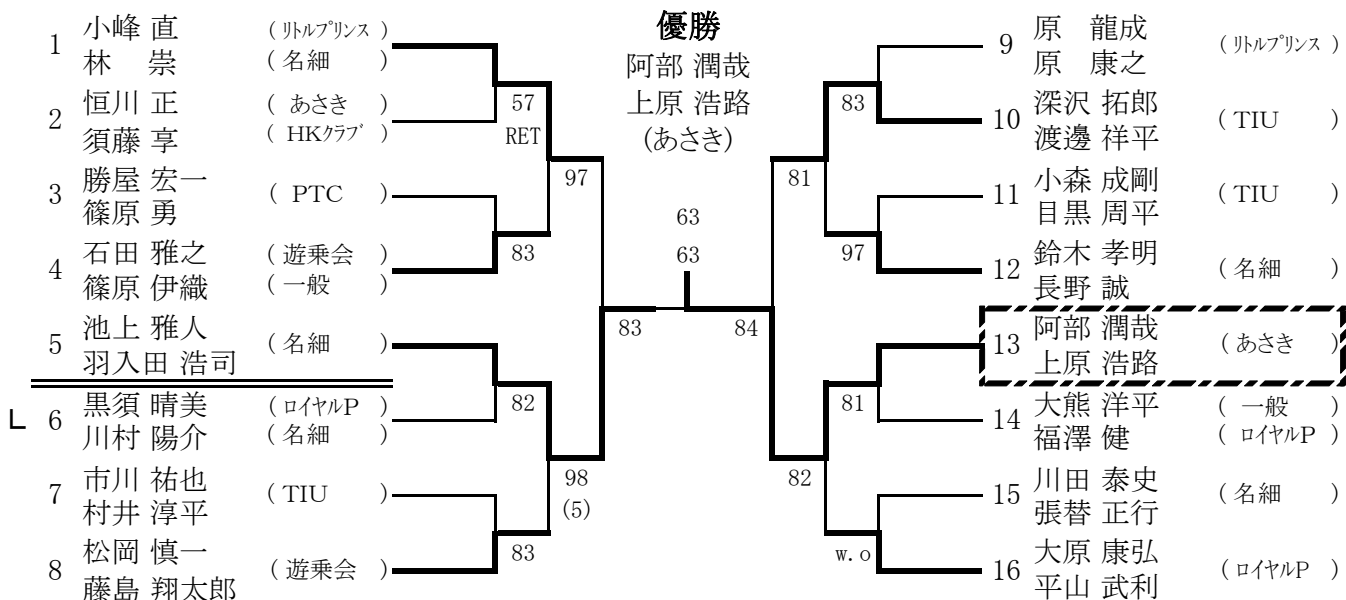 1 小峰 直 ( リトルプリンス )
林 崇 ( 名細 )
2 恒川 正 ( あさき )
須藤 享 ( HKクラブ )
57
RET
3 勝屋 宏一 ( PTC )
篠原 勇
97
4 石田 雅之 ( 遊乗会 )
篠原 伊織 ( 一般 )
83
5 池上 雅人 ( 名細 )
羽入田 浩司
83
L 6 黒須 晴美 ( ロイヤルP )
川村 陽介 ( 名細 )
82
7 市川 祐也 ( TIU )
村井 淳平
98
(5)
8 松岡 慎一 ( 遊乗会 )
藤島 翔太郎
83
優勝
阿部 潤哉
上原 浩路
(あさき)
63
63
9 原 龍成 ( リトルプリンス )
原 康之
83
10 深沢 拓郎 ( TIU )
渡邊 祥平
81
11 小森 成剛 ( TIU )
目黒 周平
97
12 鈴木 孝明 ( 名細 )
長野 誠
84
13 阿部 潤哉 ( あさき )
上原 浩路
81
14 大熊 洋平 ( 一般 )
福澤 健 ( ロイヤルP )
82
15 川田 泰史 ( 名細 )
張替 正行
w.o
16 大原 康弘 ( ロイヤルP )
平山 武利